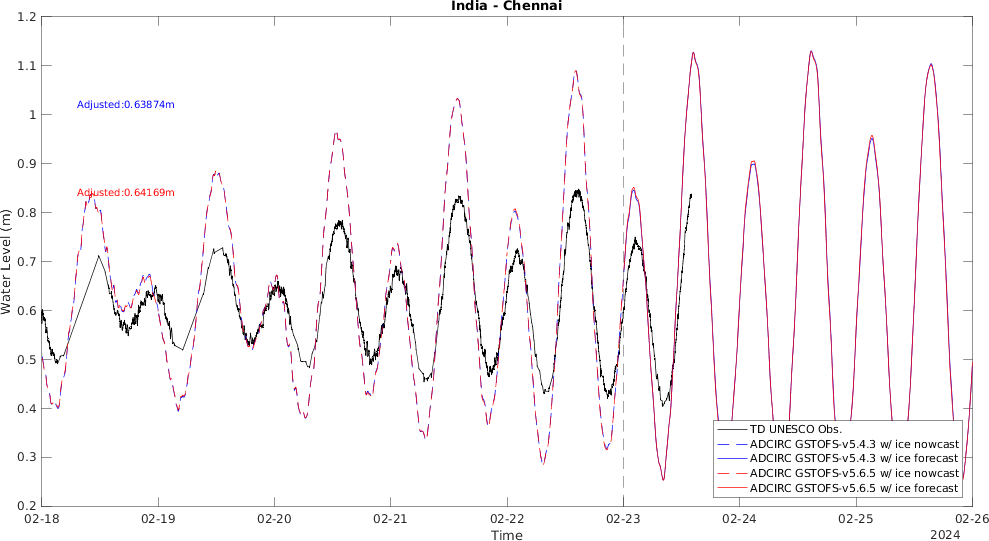 India - Chennai
Water Level (m)
1.2
1.1
1
0.9
0.8
0.7
0.6
0.5
0.4
0.3
0.2
Adjusted:0.63874m
Adjusted:0.64169m
TD UNESCO Obs.
ADCIRC GSTOFS-v5.4.3 w/ ice nowcast
ADCIRC GSTOFS-v5.4.3 w/ ice forecast
ADCIRC GSTOFS-v5.6.5 w/ ice nowcast
ADCIRC GSTOFS-v5.6.5 w/ ice forecast
02-18 02-19 02-20 02-21 02-22 02-23 02-24 02-25 02-26
Time
2024